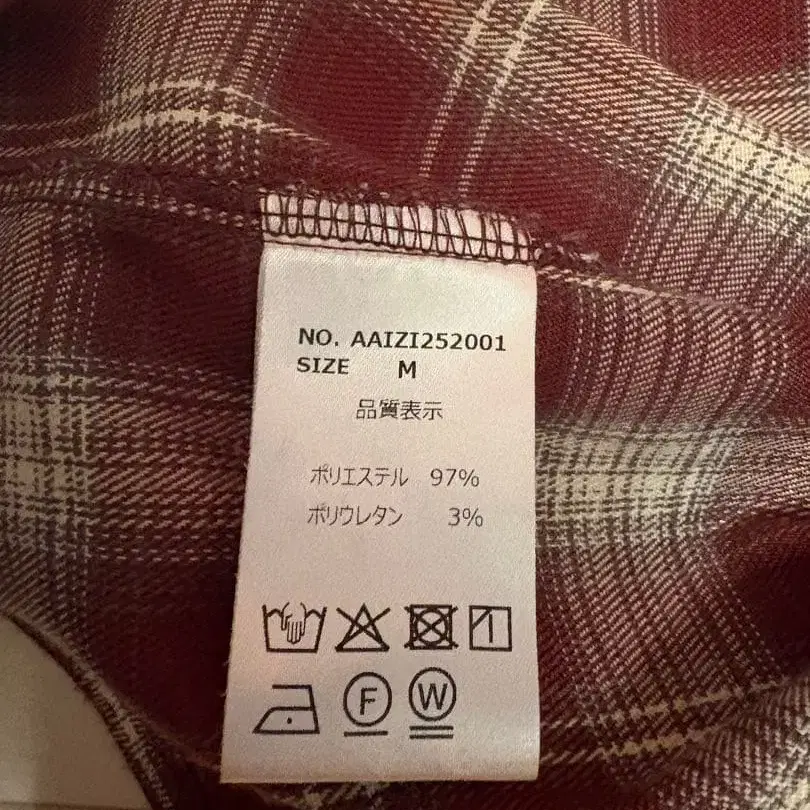 NO. AAIZI252001
SIZE M
品質表示
ポリエステル 97%
ポリウレタン 3%
F W